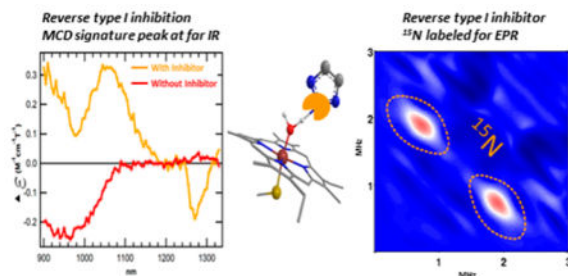 Reverse type I inhibition
MCD signature peak at far IR
Reverse type I inhibitor
¹⁵N labeled for EPR
With Inhibitor
Without Inhibitor
0.3
0.2
0.1
0.0
-0.1
-0.2
900
1000
1100
1200
1300
nm
¹⁵N
3
2
1
MHz
1
2
3
MHz